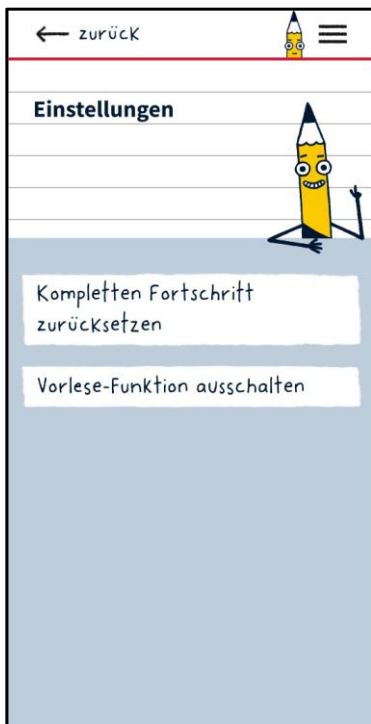 zurück
Einstellungen
Kompletten Fortschritt
zurücksetzen
Vorlese-Funktion ausschalten